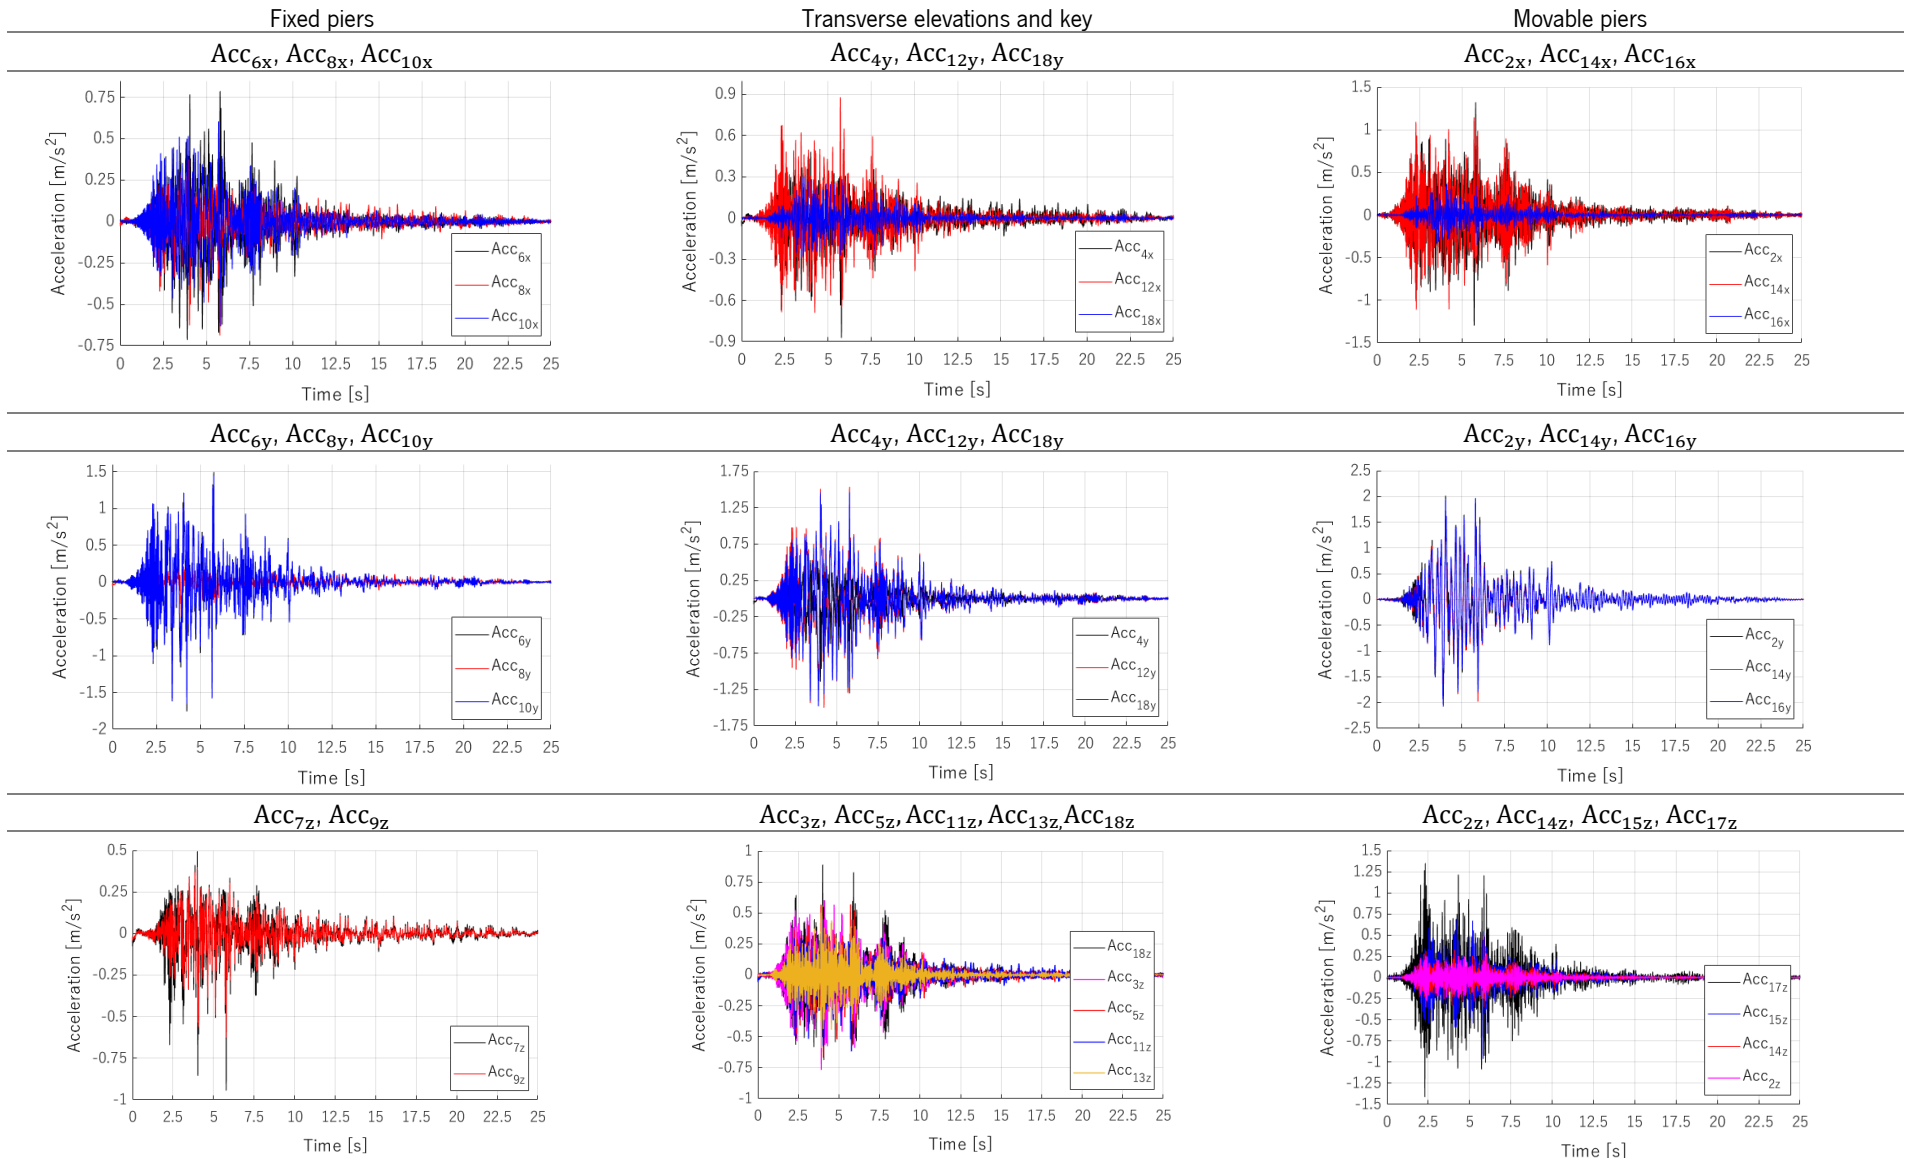 Fixed piers Transverse elevations and key Movable piers
Acc6x, Acc8x, Acc10x Acc4y, Acc12y, Acc18y Acc2x, Acc14x, Acc16x
Acceleration [m/s²]
0.75
0.5
0.25
0
-0.25
-0.5
-0.75
0 2.5 5 7.5 10 12.5 15 17.5 20 22.5 25
Time [s]
Acc6x
Acc8x
Acc10x
Acceleration [m/s²]
0.9
0.6
0.3
0
-0.3
-0.6
-0.9
0 2.5 5 7.5 10 12.5 15 17.5 20 22.5 25
Time [s]
Acc4x
Acc12x
Acc18x
Acceleration [m/s²]
1.5
1
0.5
0
-0.5
-1
-1.5
0 2.5 5 7.5 10 12.5 15 17.5 20 22.5 25
Time [s]
Acc2x
Acc14x
Acc16x
Acc6y, Acc8y, Acc10y Acc4y, Acc12y, Acc18y Acc2y, Acc14y, Acc16y
Acceleration [m/s²]
1.5
1
0.5
0
-0.5
-1
-1.5
-2
0 2.5 5 7.5 10 12.5 15 17.5 20 22.5 25
Time [s]
Acc6y
Acc8y
Acc10y
Acceleration [m/s²]
1.75
1.25
0.75
0.25
-0.25
-0.75
-1.25
-1.75
0 2.5 5 7.5 10 12.5 15 17.5 20 22.5 25
Time [s]
Acc4y
Acc12y
Acc18y
Acceleration [m/s²]
2.5
2
1.5
1
0.5
0
-0.5
-1
-1.5
-2
-2.5
0 2.5 5 7.5 10 12.5 15 17.5 20 22.5 25
Time [s]
Acc2y
Acc14y
Acc16y
Acc7z, Acc9z Acc3z, Acc5z, Acc11z, Acc13z, Acc18z Acc2z, Acc14z, Acc15z, Acc17z
Acceleration [m/s²]
0.5
0.25
0
-0.25
-0.5
-0.75
-1
0 2.5 5 7.5 10 12.5 15 17.5 20 22.5 25
Time [s]
Acc7z
Acc9z
Acceleration [m/s²]
1
0.75
0.5
0.25
0
-0.25
-0.5
-0.75
-1
0 2.5 5 7.5 10 12.5 15 17.5 20 22.5 25
Time [s]
Acc18z
Acc3z
Acc5z
Acc11z
Acc13z
Acceleration [m/s²]
1.5
1.25
1
0.75
0.5
0.25
0
-0.25
-0.5
-0.75
-1
-1.25
-1.5
0 2.5 5 7.5 10 12.5 15 17.5 20 22.5 25
Time [s]
Acc17z
Acc15z
Acc14z
Acc2z